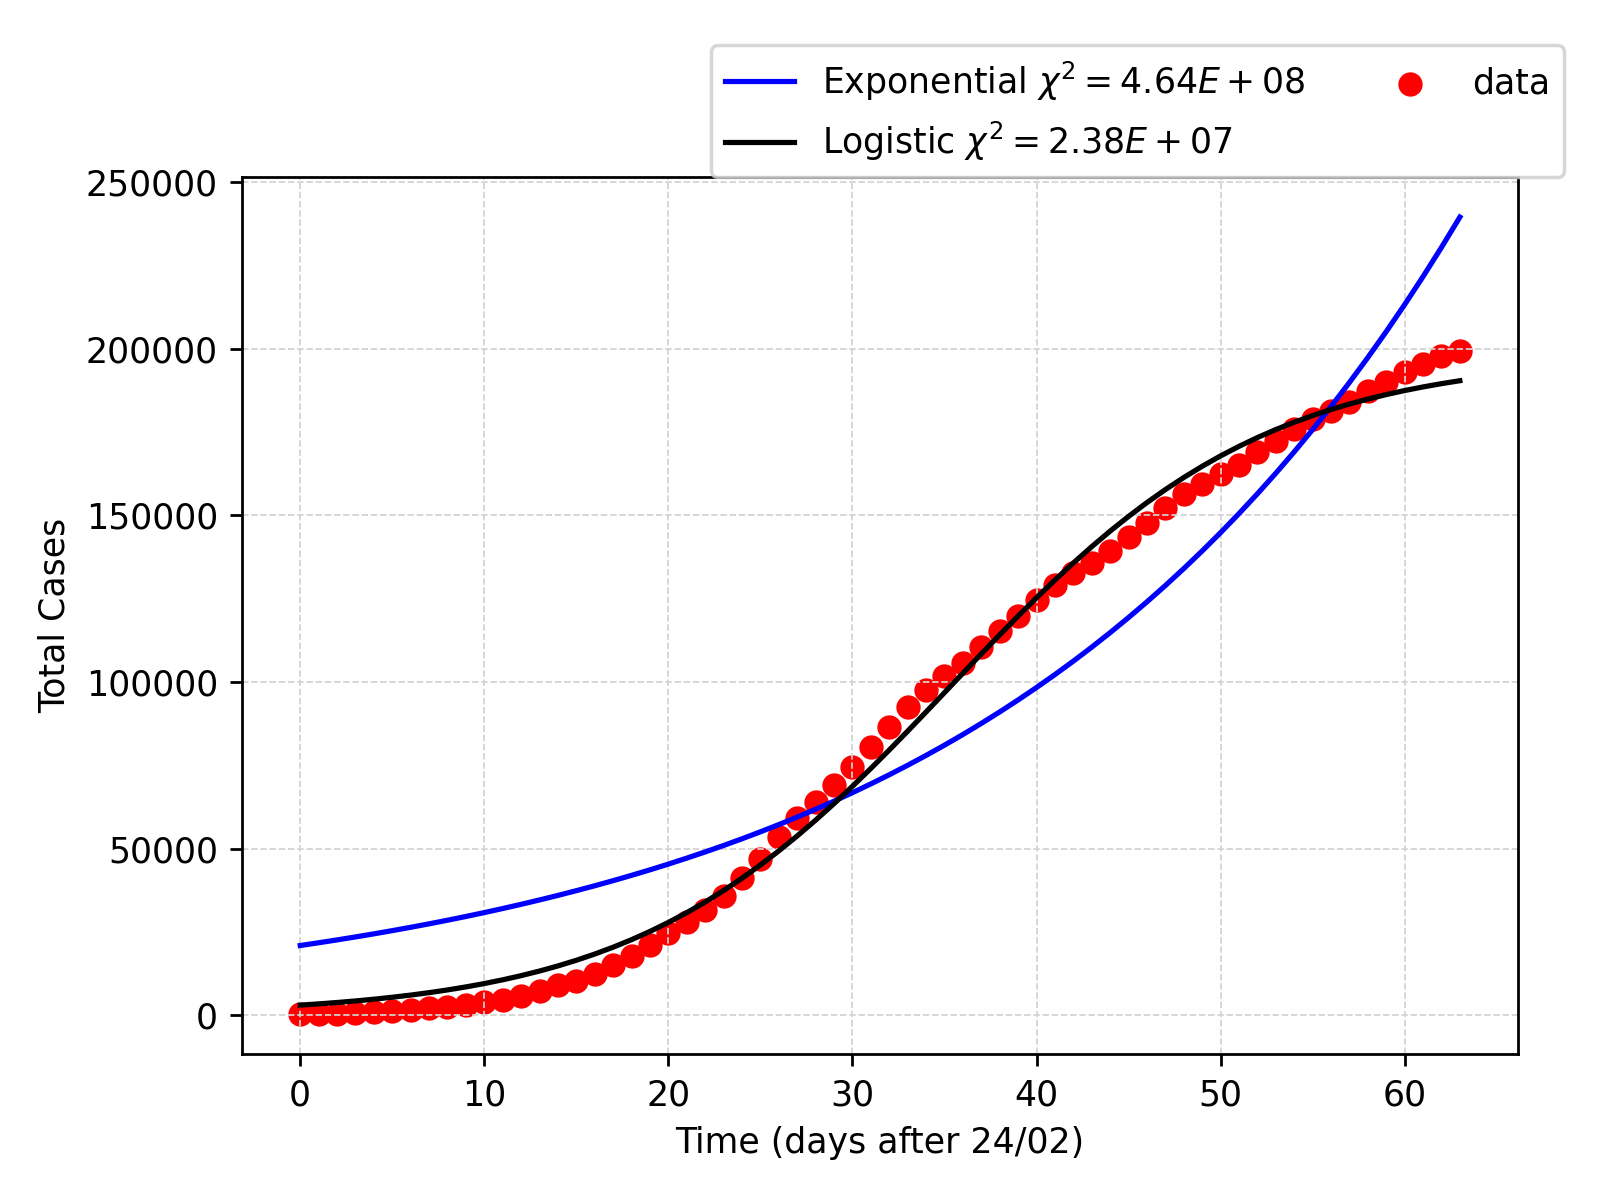 Exponential χ² = 4.64E + 08
Logistic χ² = 2.38E + 07
data
250000
200000
150000
100000
50000
0
Total Cases
0 10 20 30 40 50 60
Time (days after 24/02)